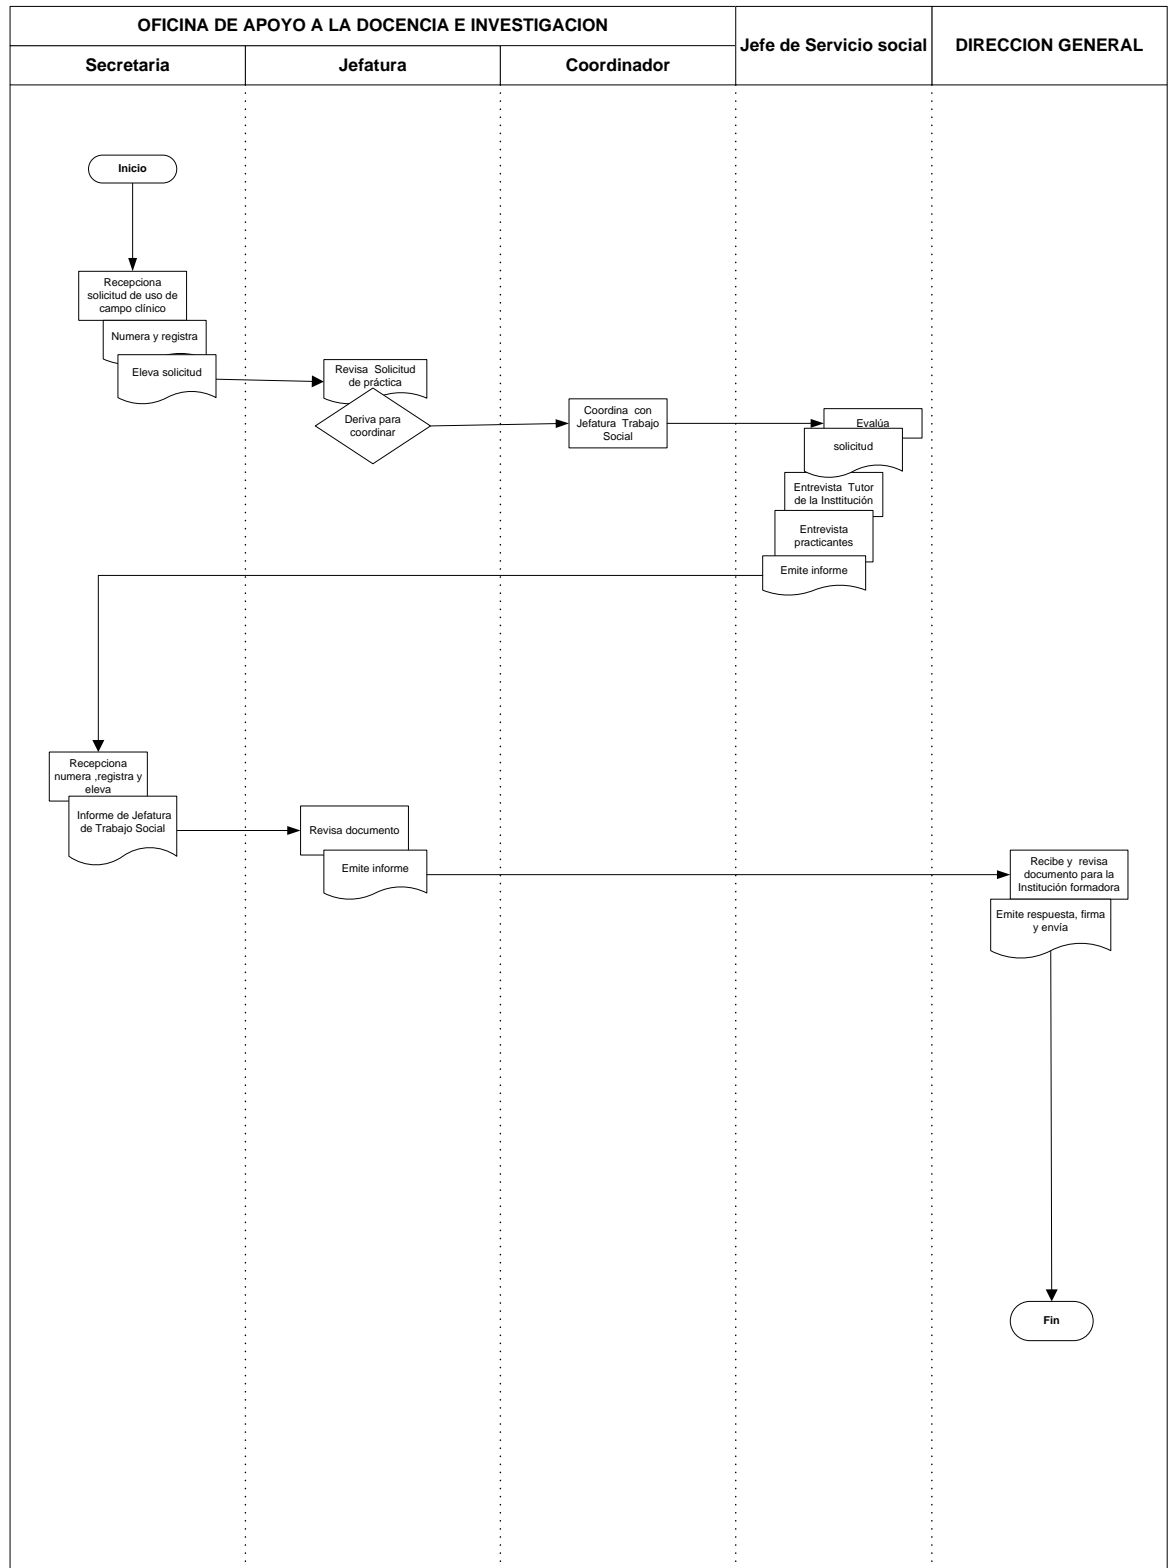 OFICINA DE APOYO A LA DOCENCIA E INVESTIGACION
Jefe de Servicio social
DIRECCION GENERAL
Secretaria
Jefatura
Coordinador
Inicio
Recepciona
solicitud de uso de
campo clínico
Numera y registra
Eleva solicitud
Revisa Solicitud
de práctica
Deriva para
coordinar
Coordina con
Jefatura Trabajo
Social
Evalúa
solicitud
Entrevista Tutor
de la Insttitución
Entrevista
practicantes
Emite informe
Recepciona
numera ,registra y
eleva
Informe de Jefatura
de Trabajo Social
Revisa documento
Emite informe
Recibe y revisa
documento para la
Institución formadora
Emite respuesta, firma
y envía
Fin